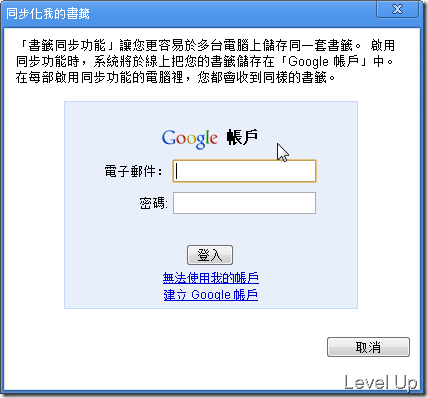 同步化我的書籤
「書籤同步功能」讓您更容易於多台電腦上儲存同一套書籤。 啟用
同步功能時，系統將於線上把您的書籤儲存在「Google 帳戶」中。
在每部啟用同步功能的電腦裡，您都會收到同樣的書籤。
Google 帳戶
電子郵件：
密碼:
登入
無法使用我的帳戶
建立 Google 帳戶
取消
Level Up